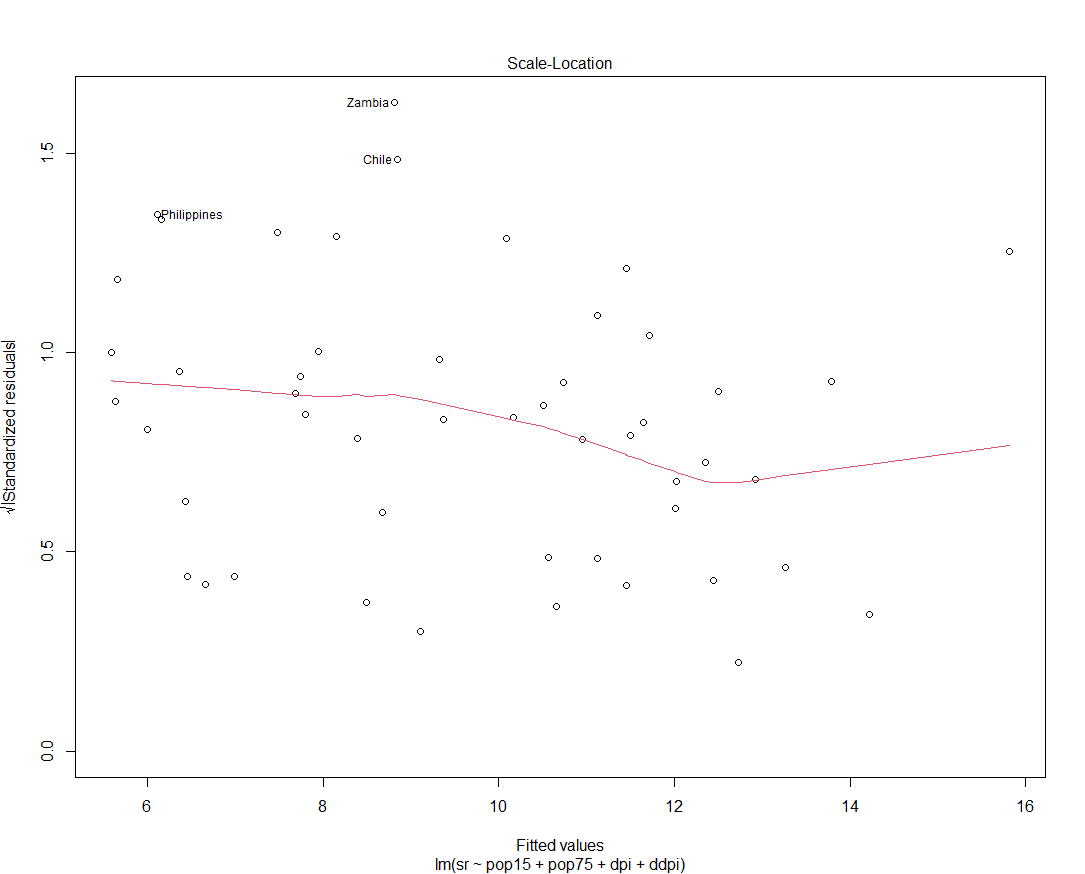 Scale-Location
Zambia
Chile
Philippines
1.5
1.0
0.5
0.0
√|Standardized residuals|
6 8 10 12 14 16
Fitted values
lm(sr ~ pop15 + pop75 + dpi + ddpi)